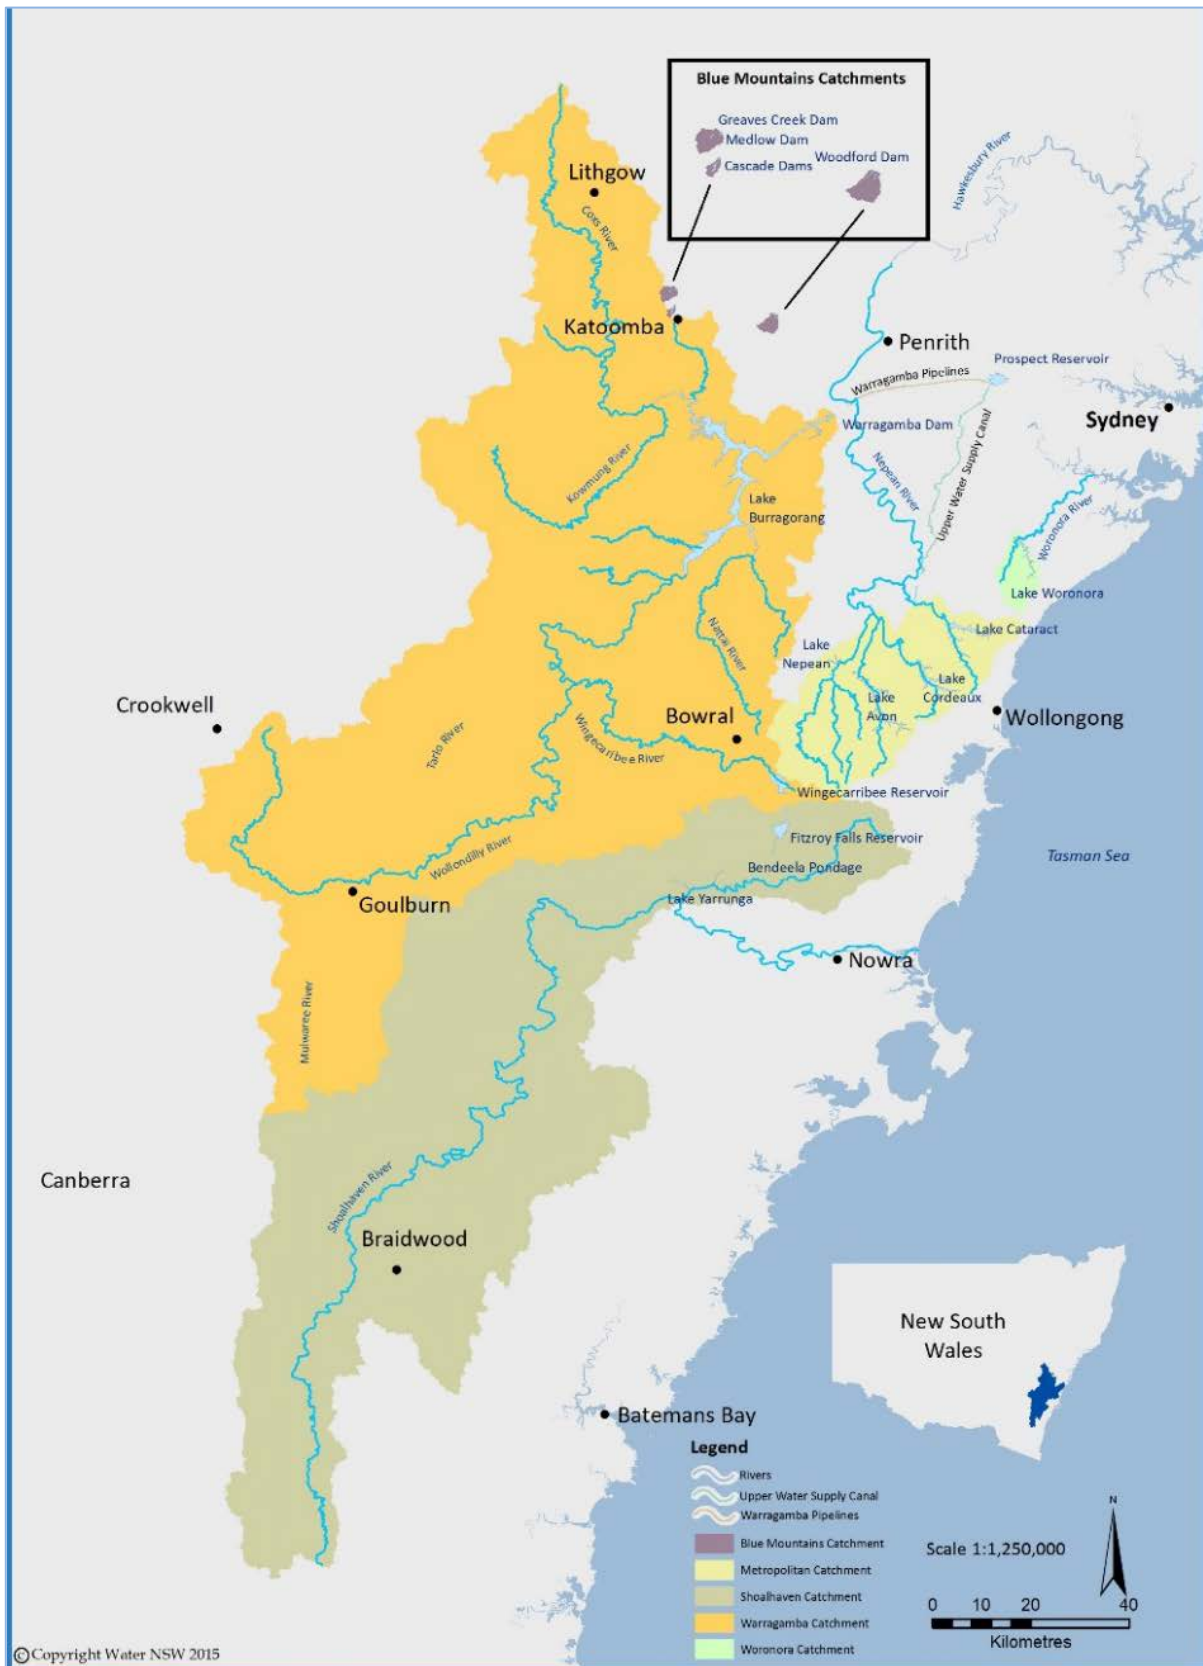 Blue Mountains Catchments
Greaves Creek Dam
Medlow Dam
Woodford Dam
Cascade Dams
Hawkesbury River
Lithgow
Coxs River
Katoomba
Penrith
Prospect Reservoir
Warragamba Pipelines
Sydney
Warragamba Dam
Upper Water Supply Canal
Nepean River
Kowmung River
Lake
Burragorang
Woronora River
Lake Woronora
Lake Cataract
Lake
Nepean
Nattai River
Lake
Cordeaux
Lake
Avon
Crookwell
Bowral
Wollongong
Tarlo River
Wingecaribee River
Wingecarribee Reservoir
Fitzroy Falls Reservoir
Wollondilly River
Tasman Sea
Bendeela Pondage
Goulburn
Lake Yarrunga
Nowra
Mulwaree River
Canberra
Shoalhaven River
Braidwood
New South
Wales
Batemans Bay
Legend
Rivers
Upper Water Supply Canal
Warragamba Pipelines
Blue Mountains Catchment
Metropolitan Catchment
Shoalhaven Catchment
Warragamba Catchment
Woronora Catchment
N
Scale 1:1,250,000
0 10 20 40
Kilometres
© Copyright Water NSW 2015